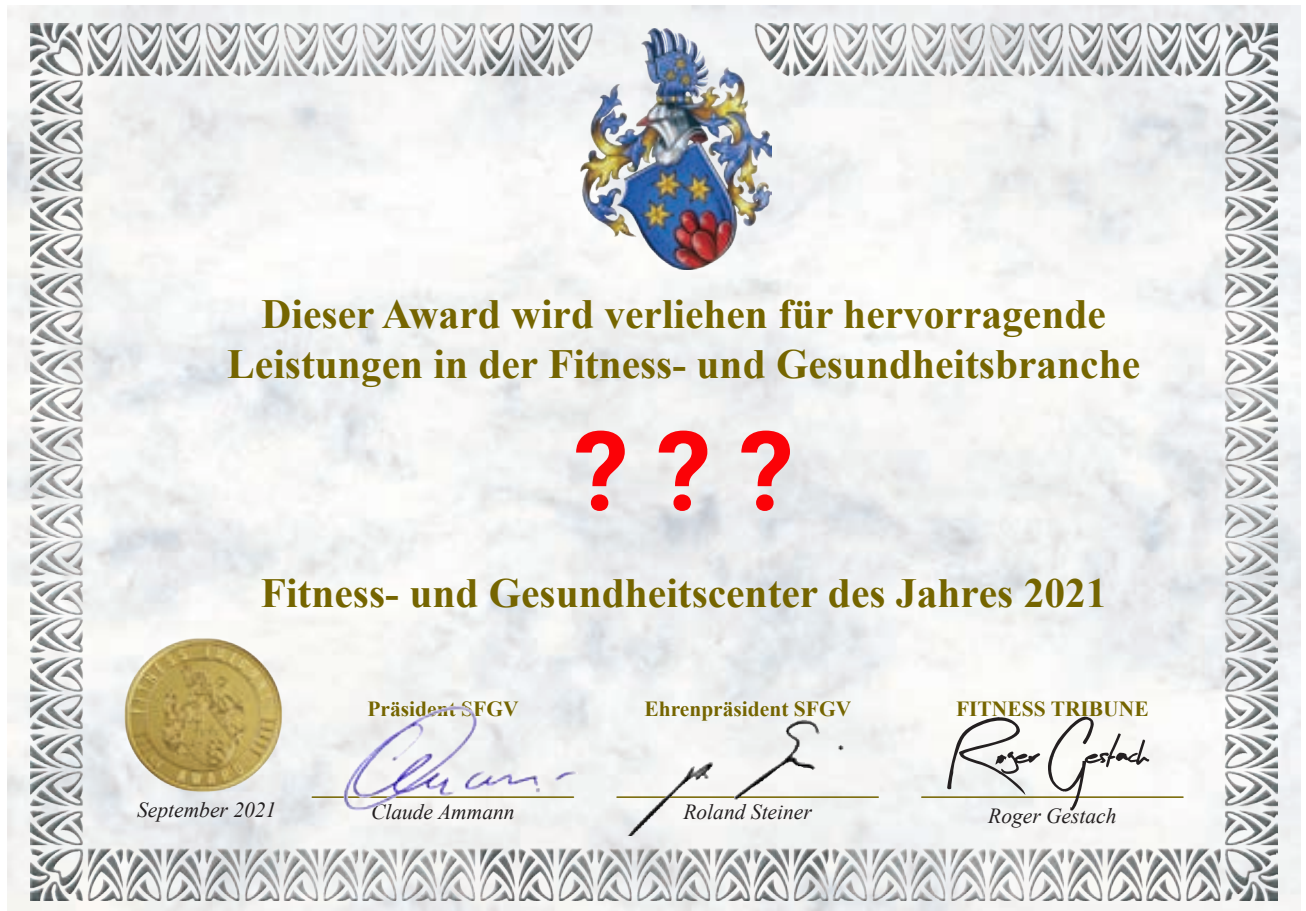 Dieser Award wird verliehen für hervorragende
Leistungen in der Fitness- und Gesundheitsbranche
? ? ?
Fitness- und Gesundheitscenter des Jahres 2021
Präsident SFGV
Ehrenpräsident SFGV
FITNESS TRIBUNE
Roger Gestach
September 2021
Claude Ammann
Roland Steiner
Roger Gestach